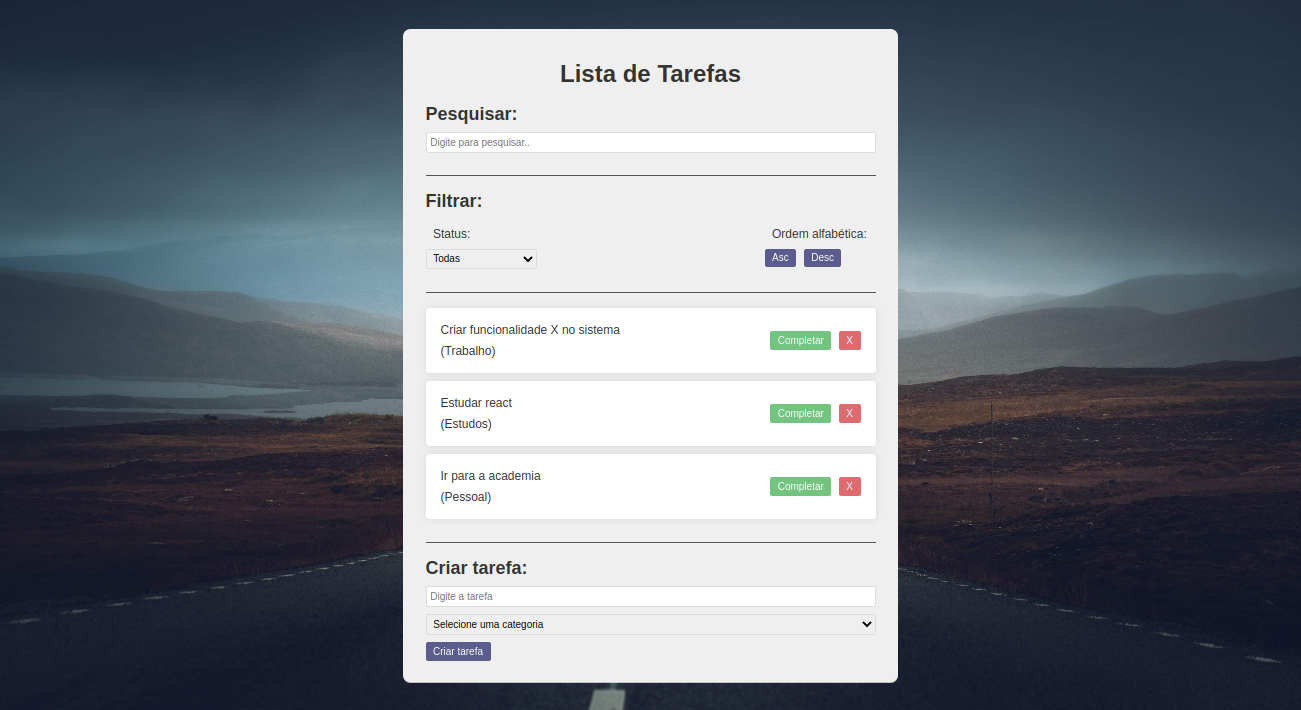 Lista de Tarefas
Pesquisar:
Digite para pesquisar..
Filtrar:
Status:
Ordem alfabética:
Todas
Asc
Desc
Criar funcionalidade X no sistema
(Trabalho)
Completar
X
Estudar react
(Estudos)
Completar
X
Ir para a academia
(Pessoal)
Completar
X
Criar tarefa:
Digite a tarefa
Selecione uma categoria
Criar tarefa